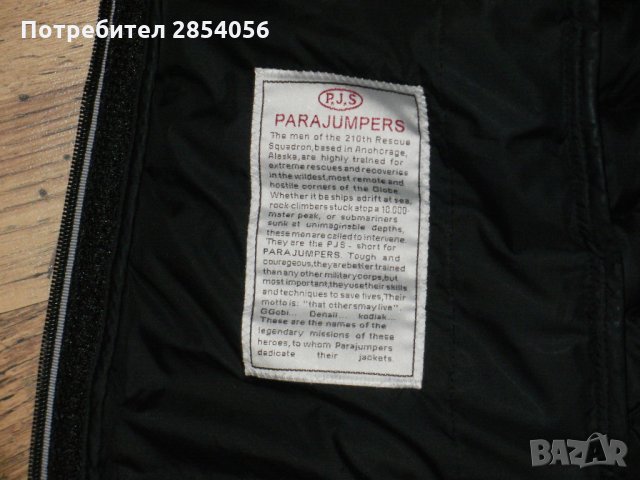 Потребител 2854056
P.J.S
PARAJUMPERS
The men of the 210th Rescue
Squadron, based in Anchorage,
Alaska, are highly trained for
extreme rescues and recoveries
in the wildest, most remote and
hostile corners of the Globe.
Whether it be ships adrift at sea,
rock climbers stuck atop a 10.000-
mater peak, or submariners
sunk at unimaginable depths,
these men are called to intervene.
They are the PJS - short for
PARAJUMPERS. Tough and
courageous, they are better trained
than any other military corps, but
most important, they use their skills
and techniques to save lives, Their
motto is: "that others may live".
GGobi... Denali... kodiak...
These are the names of the
legendary missions of these
heroes, to whom Parajumpers
dedicate their jackets.
BAZAR